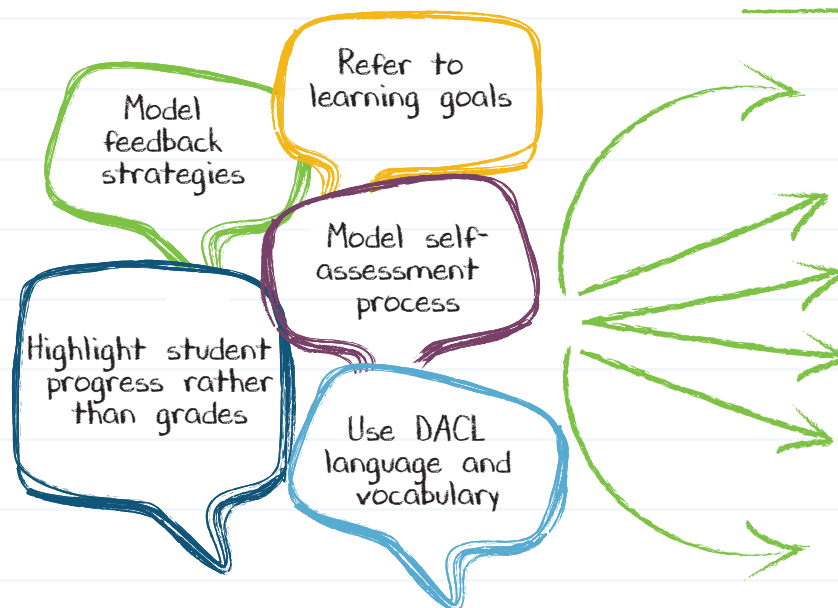 Model
feedback
strategies
Refer to
learning goals
Model self-
assessment
process
Highlight student
progress rather
than grades
Use DACL
language and
vocabulary